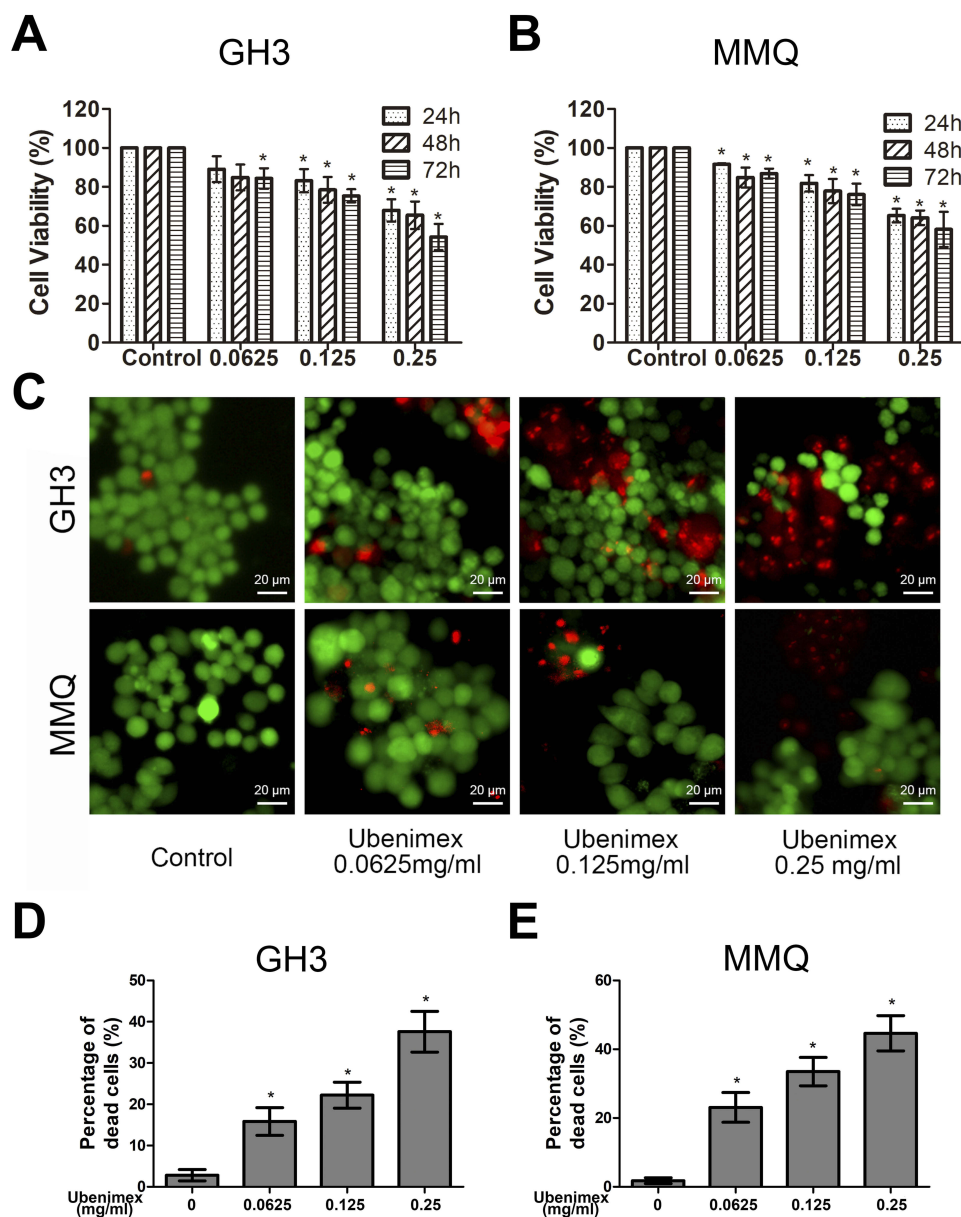 A
GH3
Cell Viability (%)
120
100
80
60
40
20
0
24h
48h
72h
*
* * *
* * *
Control 0.0625 0.125 0.25
B
MMQ
Cell Viability (%)
120
100
80
60
40
20
0
24h
48h
72h
* * *
* * *
* * *
Control 0.0625 0.125 0.25
C
GH3
20 μm
20 μm
20 μm
20 μm
MMQ
20 μm
20 μm
20 μm
20 μm
Control
Ubenimex
0.0625mg/ml
Ubenimex
0.125mg/ml
Ubenimex
0.25 mg/ml
D
GH3
Percentage of
dead cells (%)
50
40
30
20
10
0
*
*
*
Ubenimex
(mg/ml)
0 0.0625 0.125 0.25
E
MMQ
Percentage of
dead cells (%)
60
40
20
0
*
*
*
Ubenimex
(mg/ml)
0 0.0625 0.125 0.25